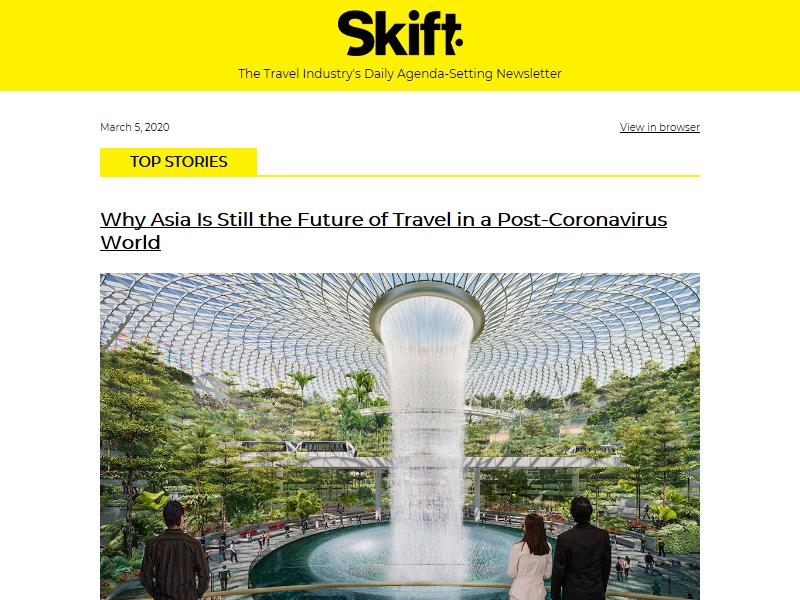 Skift
The Travel Industry's Daily Agenda-Setting Newsletter
March 5, 2020
View in browser
TOP STORIES
Why Asia Is Still the Future of Travel in a Post-Coronavirus
World